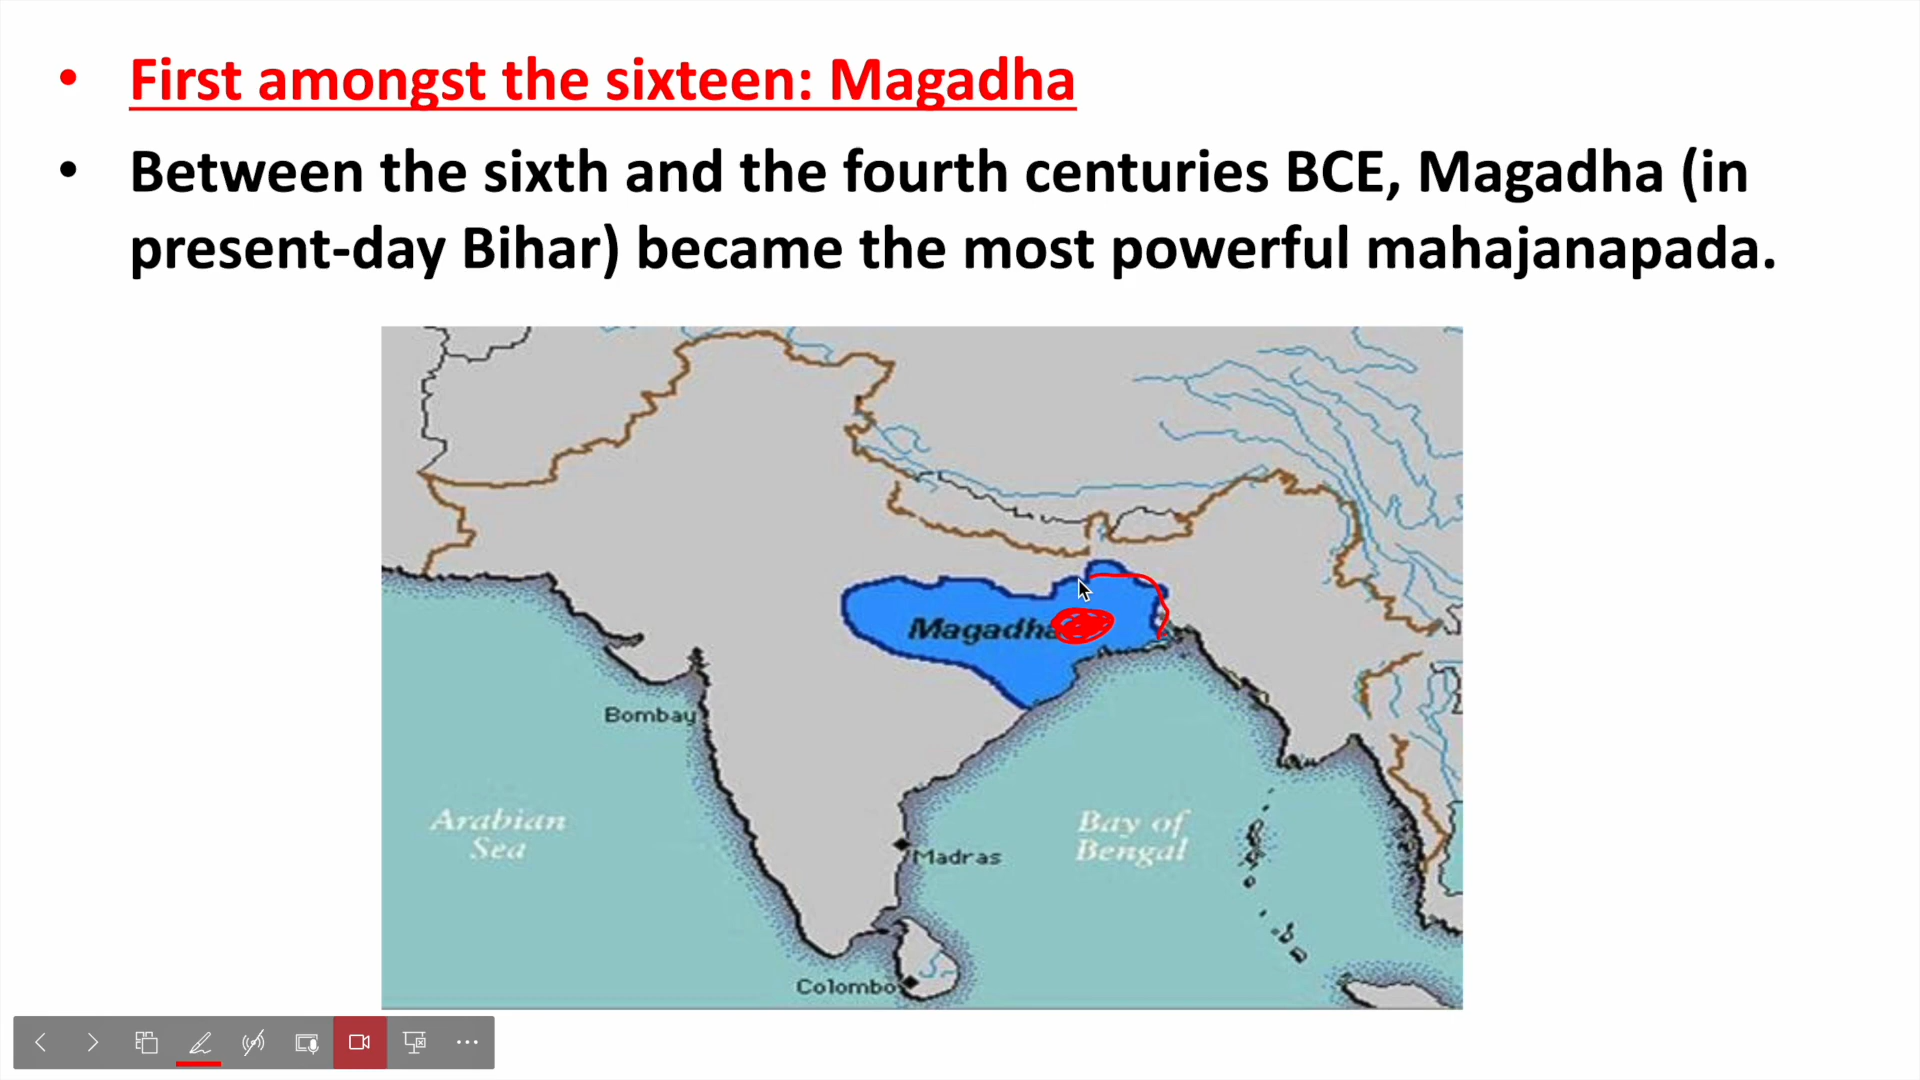 • First amongst the sixteen: Magadha
• Between the sixth and the fourth centuries BCE, Magadha (in
present-day Bihar) became the most powerful mahajanapada.
Magadha
Bombay
Arabian
Sea
Bay of
Bengal
Madras
Colombo